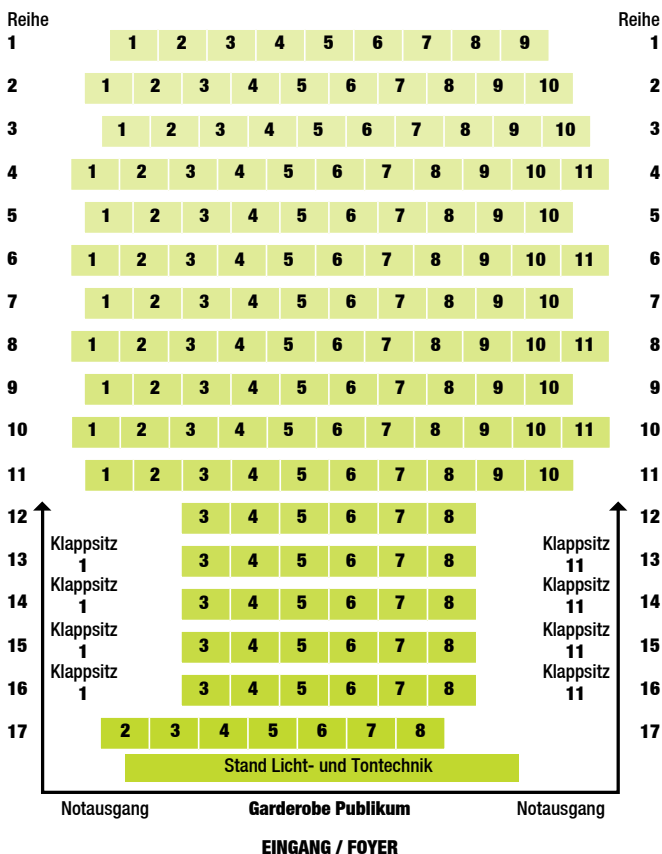 Reihe Reihe
1 1 2 3 4 5 6 7 8 9 1
2 1 2 3 4 5 6 7 8 9 10 2
3 1 2 3 4 5 6 7 8 9 10 3
4 1 2 3 4 5 6 7 8 9 10 11 4
5 1 2 3 4 5 6 7 8 9 10 5
6 1 2 3 4 5 6 7 8 9 10 11 6
7 1 2 3 4 5 6 7 8 9 10 7
8 1 2 3 4 5 6 7 8 9 10 11 8
9 1 2 3 4 5 6 7 8 9 10 9
10 1 2 3 4 5 6 7 8 9 10 11 10
11 1 2 3 4 5 6 7 8 9 10 11
12 3 4 5 6 7 8 12
Klappsitz Klappsitz
13 1 3 4 5 6 7 8 11 13
Klappsitz Klappsitz
14 1 3 4 5 6 7 8 11 14
Klappsitz Klappsitz
15 1 3 4 5 6 7 8 11 15
Klappsitz Klappsitz
16 1 3 4 5 6 7 8 11 16
17 2 3 4 5 6 7 8 17
Stand Licht- und Tontechnik
Notausgang Garderobe Publikum Notausgang
EINGANG / FOYER